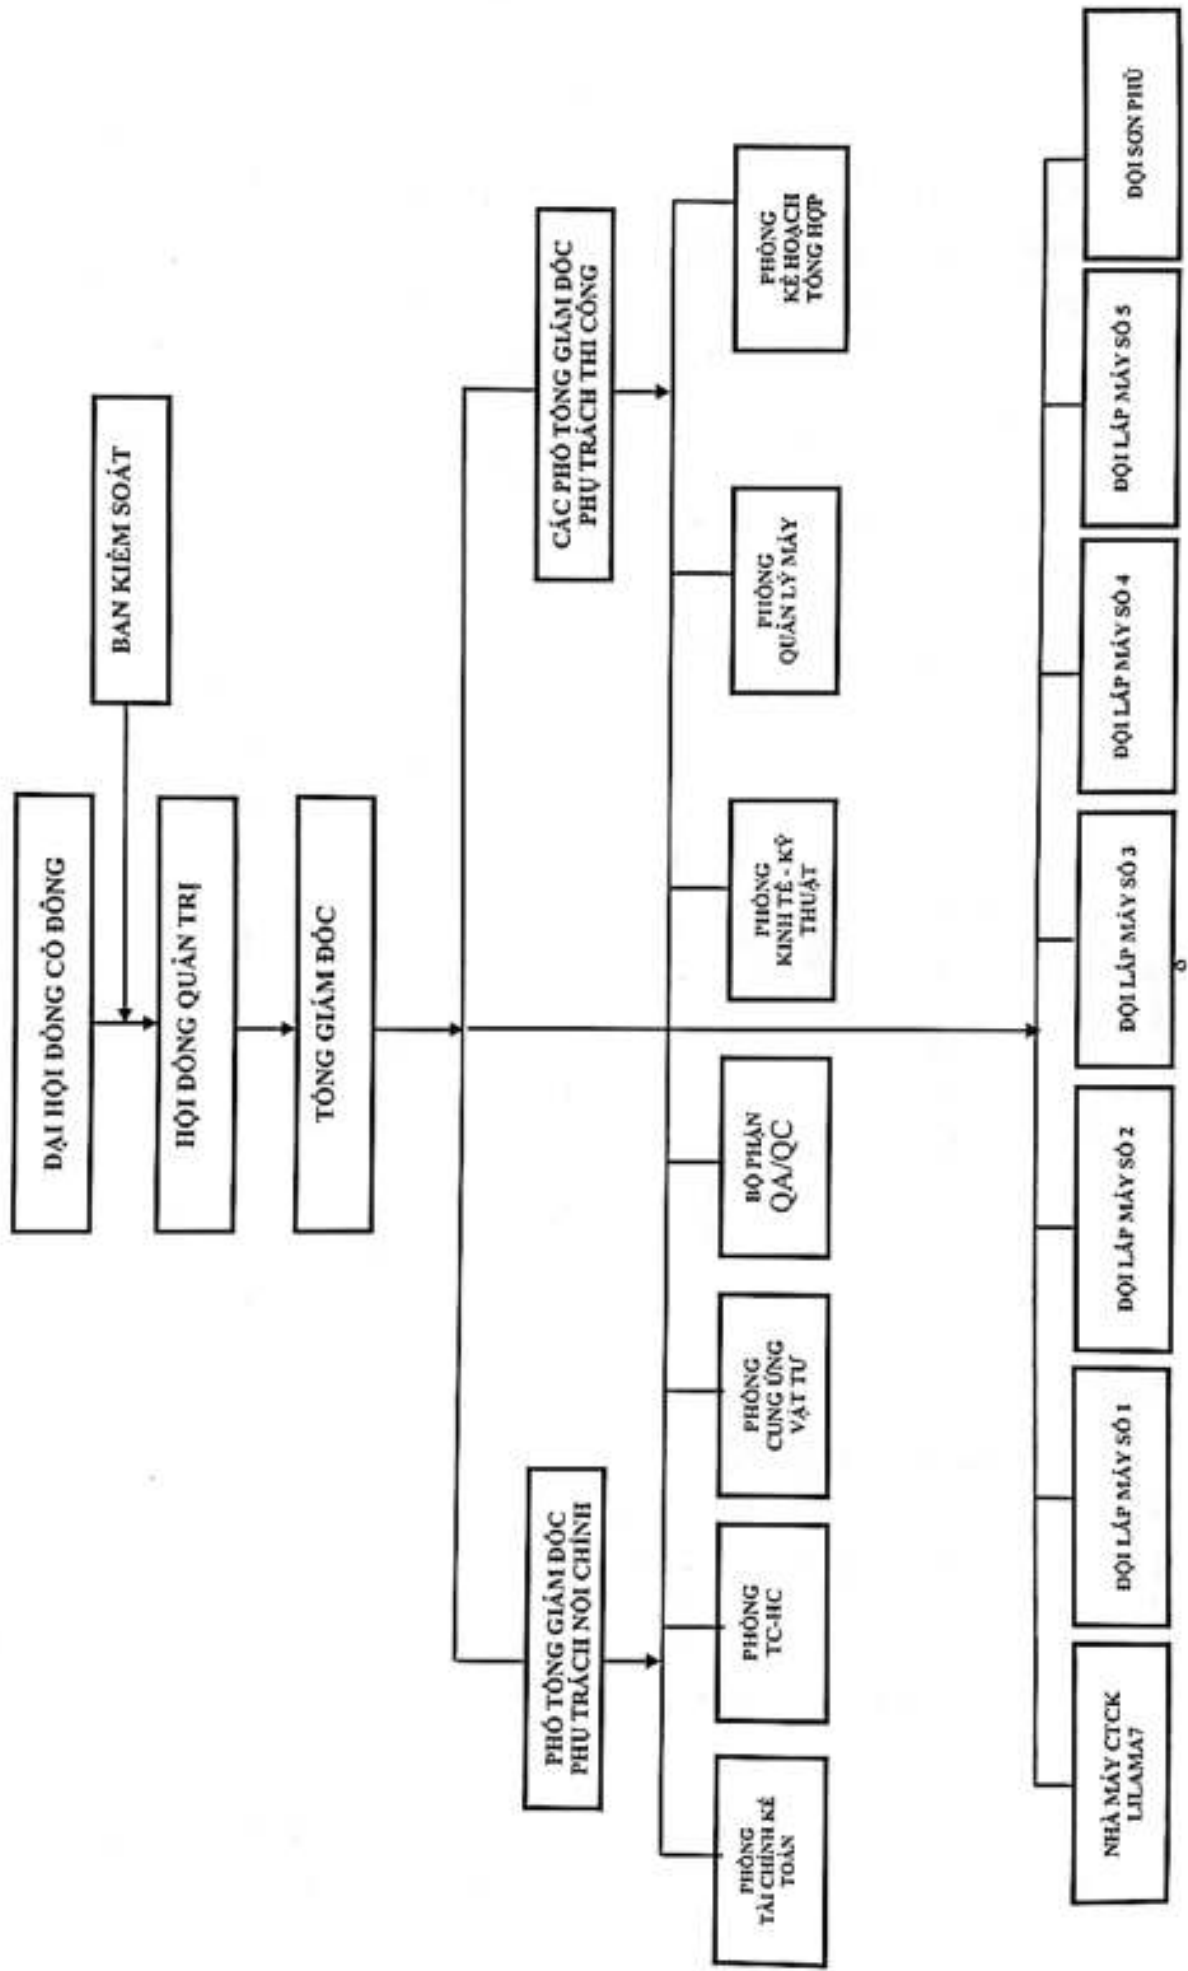 ĐẠI HỘI ĐỒNG CỔ ĐÔNG
BAN KIỂM SOÁT
HỘI ĐỒNG QUẢN TRỊ
TỔNG GIÁM ĐỐC
PHÓ TỔNG GIÁM ĐỐC
PHỤ TRÁCH NỘI CHÍNH
CÁC PHÓ TỔNG GIÁM ĐỐC
PHỤ TRÁCH THI CÔNG
PHÒNG
TÀI CHÍNH KẾ
TOÁN
PHÒNG
TC-HC
PHÒNG
CUNG ỨNG
VẬT TƯ
BỘ PHẬN
QA/QC
PHÒNG
KINH TẾ - KỸ
THUẬT
PHÒNG
QUẢN LÝ MÁY
PHÒNG
KẾ HOẠCH
TỔNG HỢP
NHÀ MÁY CTCK
LILAMA7
ĐỘI LẮP MÁY SỐ 1
ĐỘI LẮP MÁY SỐ 2
ĐỘI LẮP MÁY SỐ 3
ĐỘI LẮP MÁY SỐ 4
ĐỘI LẮP MÁY SỐ 5
ĐỘI SƠN PHỦ